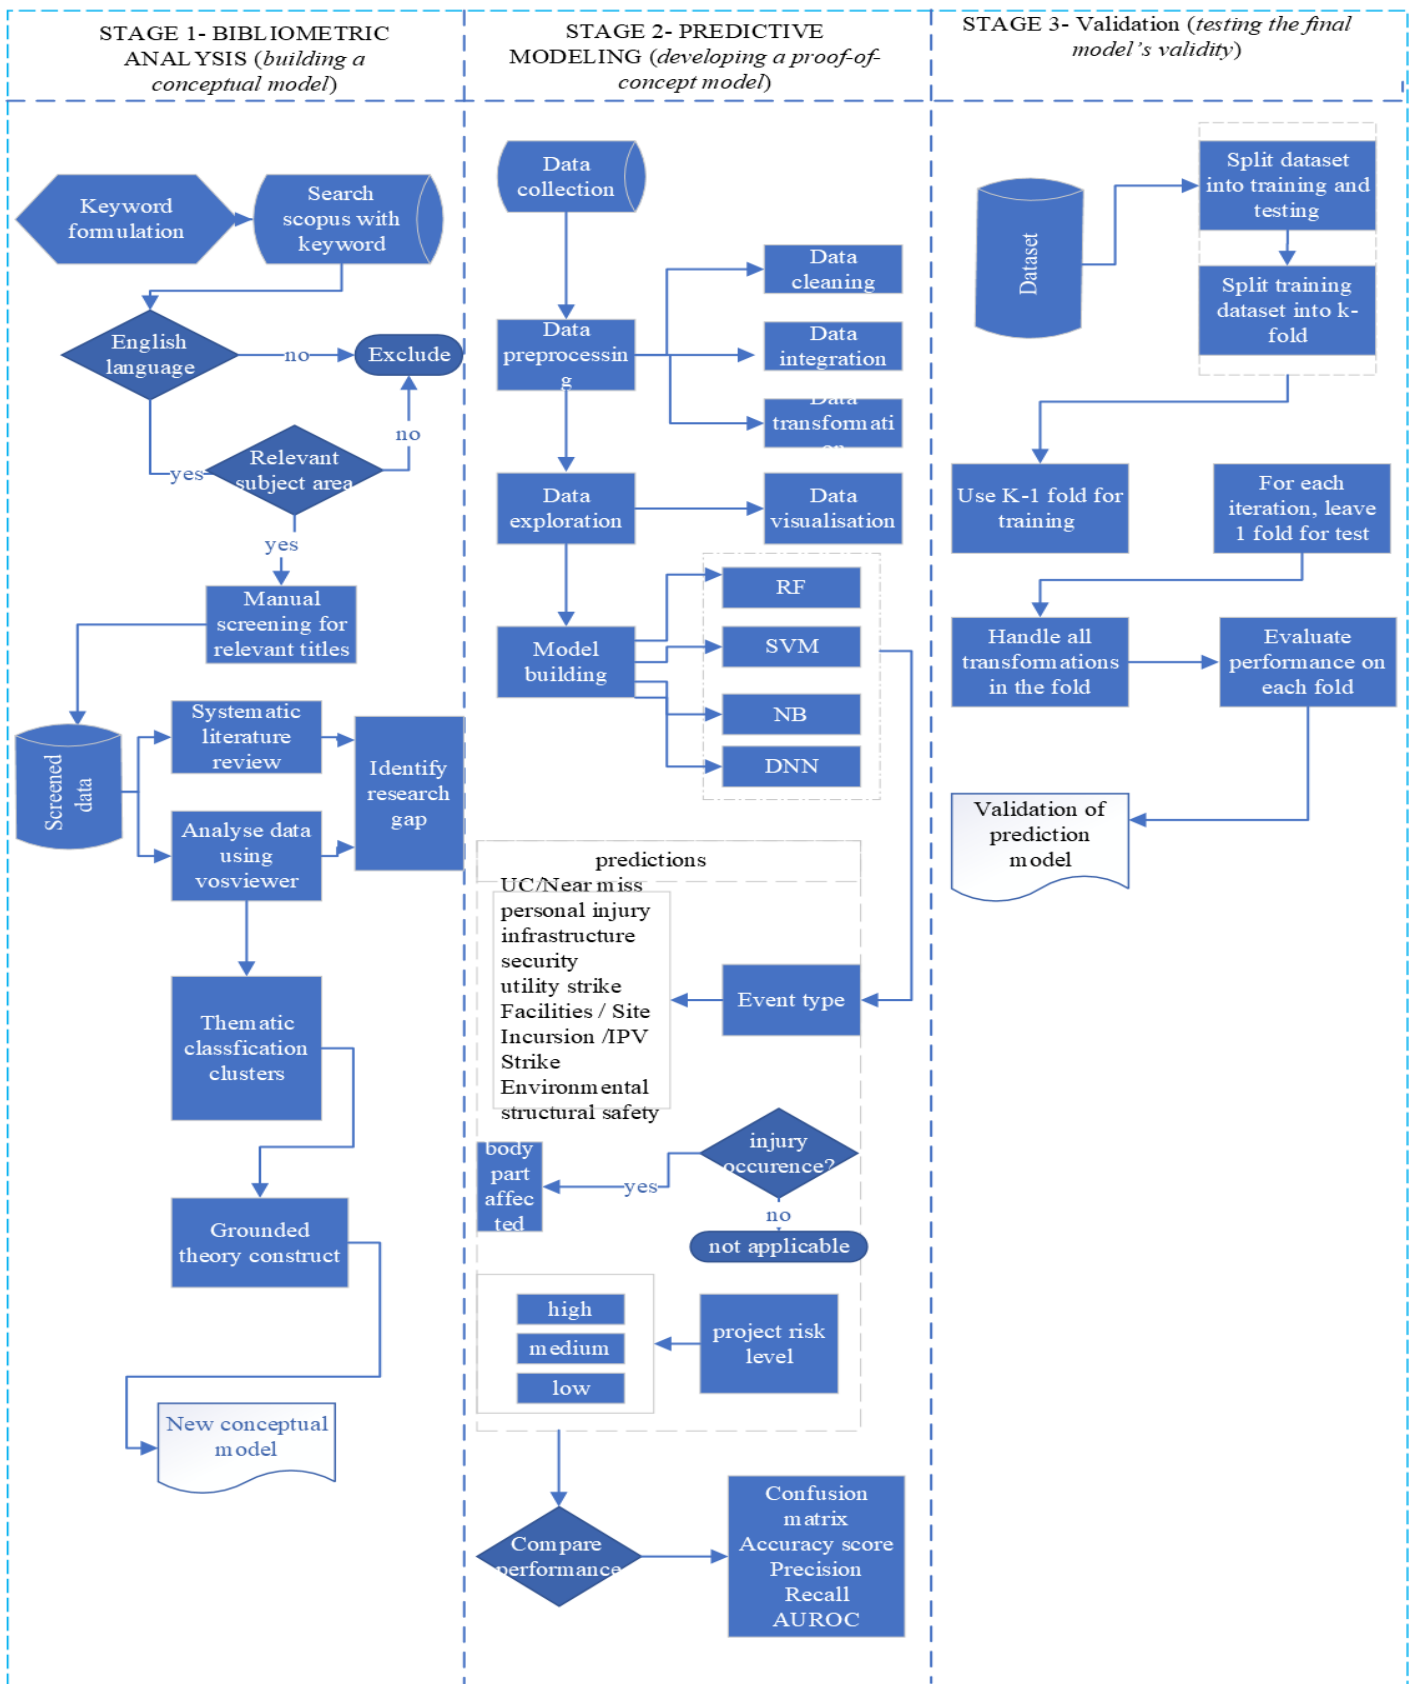 STAGE 1- BIBLIOMETRIC
ANALYSIS (building a
conceptual model)
Keyword
formulation
Search
scopus with
keyword
English
language
no
Exclude
yes
Relevant
subject area
no
yes
Manual
screening for
relevant titles
Screened
data
Systematic
literature
review
Analyse data
using
vosviewer
Identify
research
gap
Thematic
classfication
clusters
Grounded
theory construct
New conceptual
model
STAGE 2- PREDICTIVE
MODELING (developing a proof-of-
concept model)
Data
collection
Data
preprocessin
g
Data
cleaning
Data
integration
Data
transformati
on
Data
exploration
Data
visualisation
Model
building
RF
SVM
NB
DNN
predictions
UC/Near miss
personal injury
infrastructure
security
utility strike
Facilities / Site
Incursion /IPV
Strike
Environmental
structural safety
Event type
injury
occurence?
yes
body
part
affec
ted
no
not applicable
high
medium
low
project risk
level
Compare
performance
Confusion
matrix
Accuracy score
Precision
Recall
AUROC
STAGE 3- Validation (testing the final
model's validity)
Dataset
Split dataset
into training and
testing
Split training
dataset into k-
fold
Use K-1 fold for
training
For each
iteration, leave
1 fold for test
Handle all
transformations
in the fold
Evaluate
performance on
each fold
Validation of
prediction
model